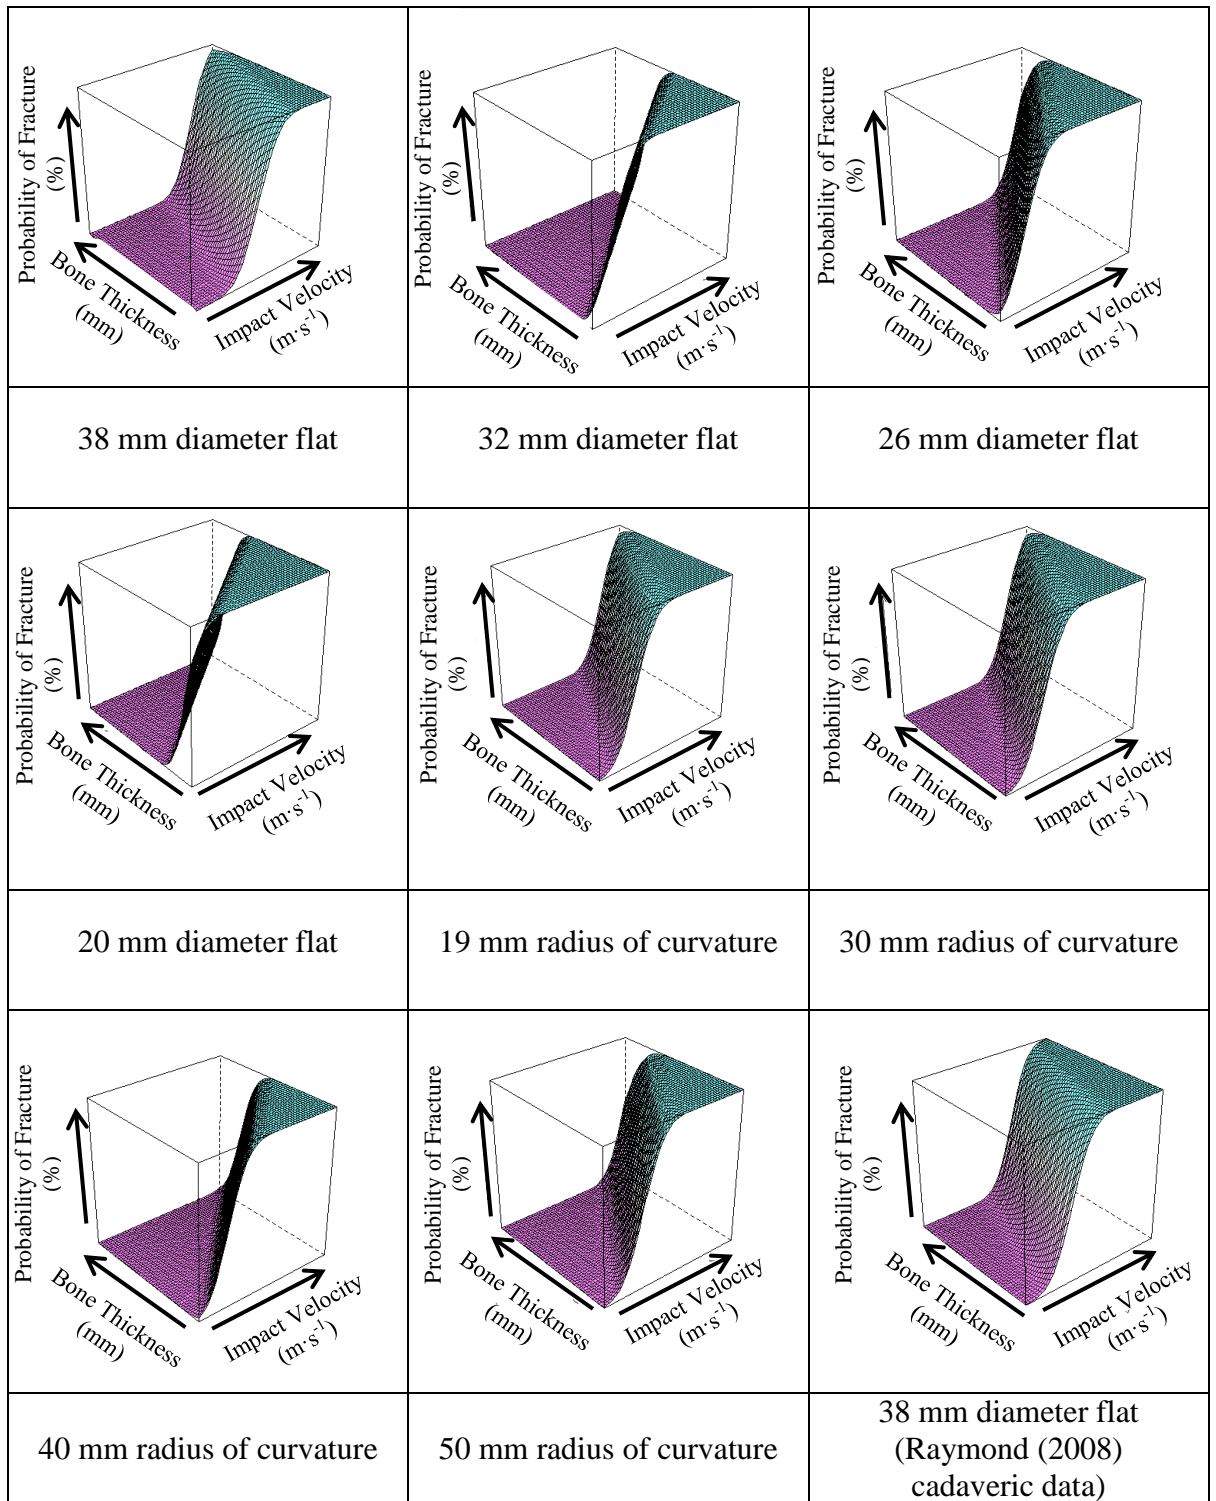 Probability of Fracture
(%)
Bone Thickness
(mm)
Impact Velocity
(m·s⁻¹)
Probability of Fracture
(%)
Bone Thickness
(mm)
Impact Velocity
(m·s⁻¹)
Probability of Fracture
(%)
Bone Thickness
(mm)
Impact Velocity
(m·s⁻¹)
38 mm diameter flat
32 mm diameter flat
26 mm diameter flat
Probability of Fracture
(%)
Bone Thickness
(mm)
Impact Velocity
(m·s⁻¹)
Probability of Fracture
(%)
Bone Thickness
(mm)
Impact Velocity
(m·s⁻¹)
Probability of Fracture
(%)
Bone Thickness
(mm)
Impact Velocity
(m·s⁻¹)
20 mm diameter flat
19 mm radius of curvature
30 mm radius of curvature
Probability of Fracture
(%)
Bone Thickness
(mm)
Impact Velocity
(m·s⁻¹)
Probability of Fracture
(%)
Bone Thickness
(mm)
Impact Velocity
(m·s⁻¹)
Probability of Fracture
(%)
Bone Thickness
(mm)
Impact Velocity
(m·s⁻¹)
40 mm radius of curvature
50 mm radius of curvature
38 mm diameter flat
(Raymond (2008)
cadaveric data)